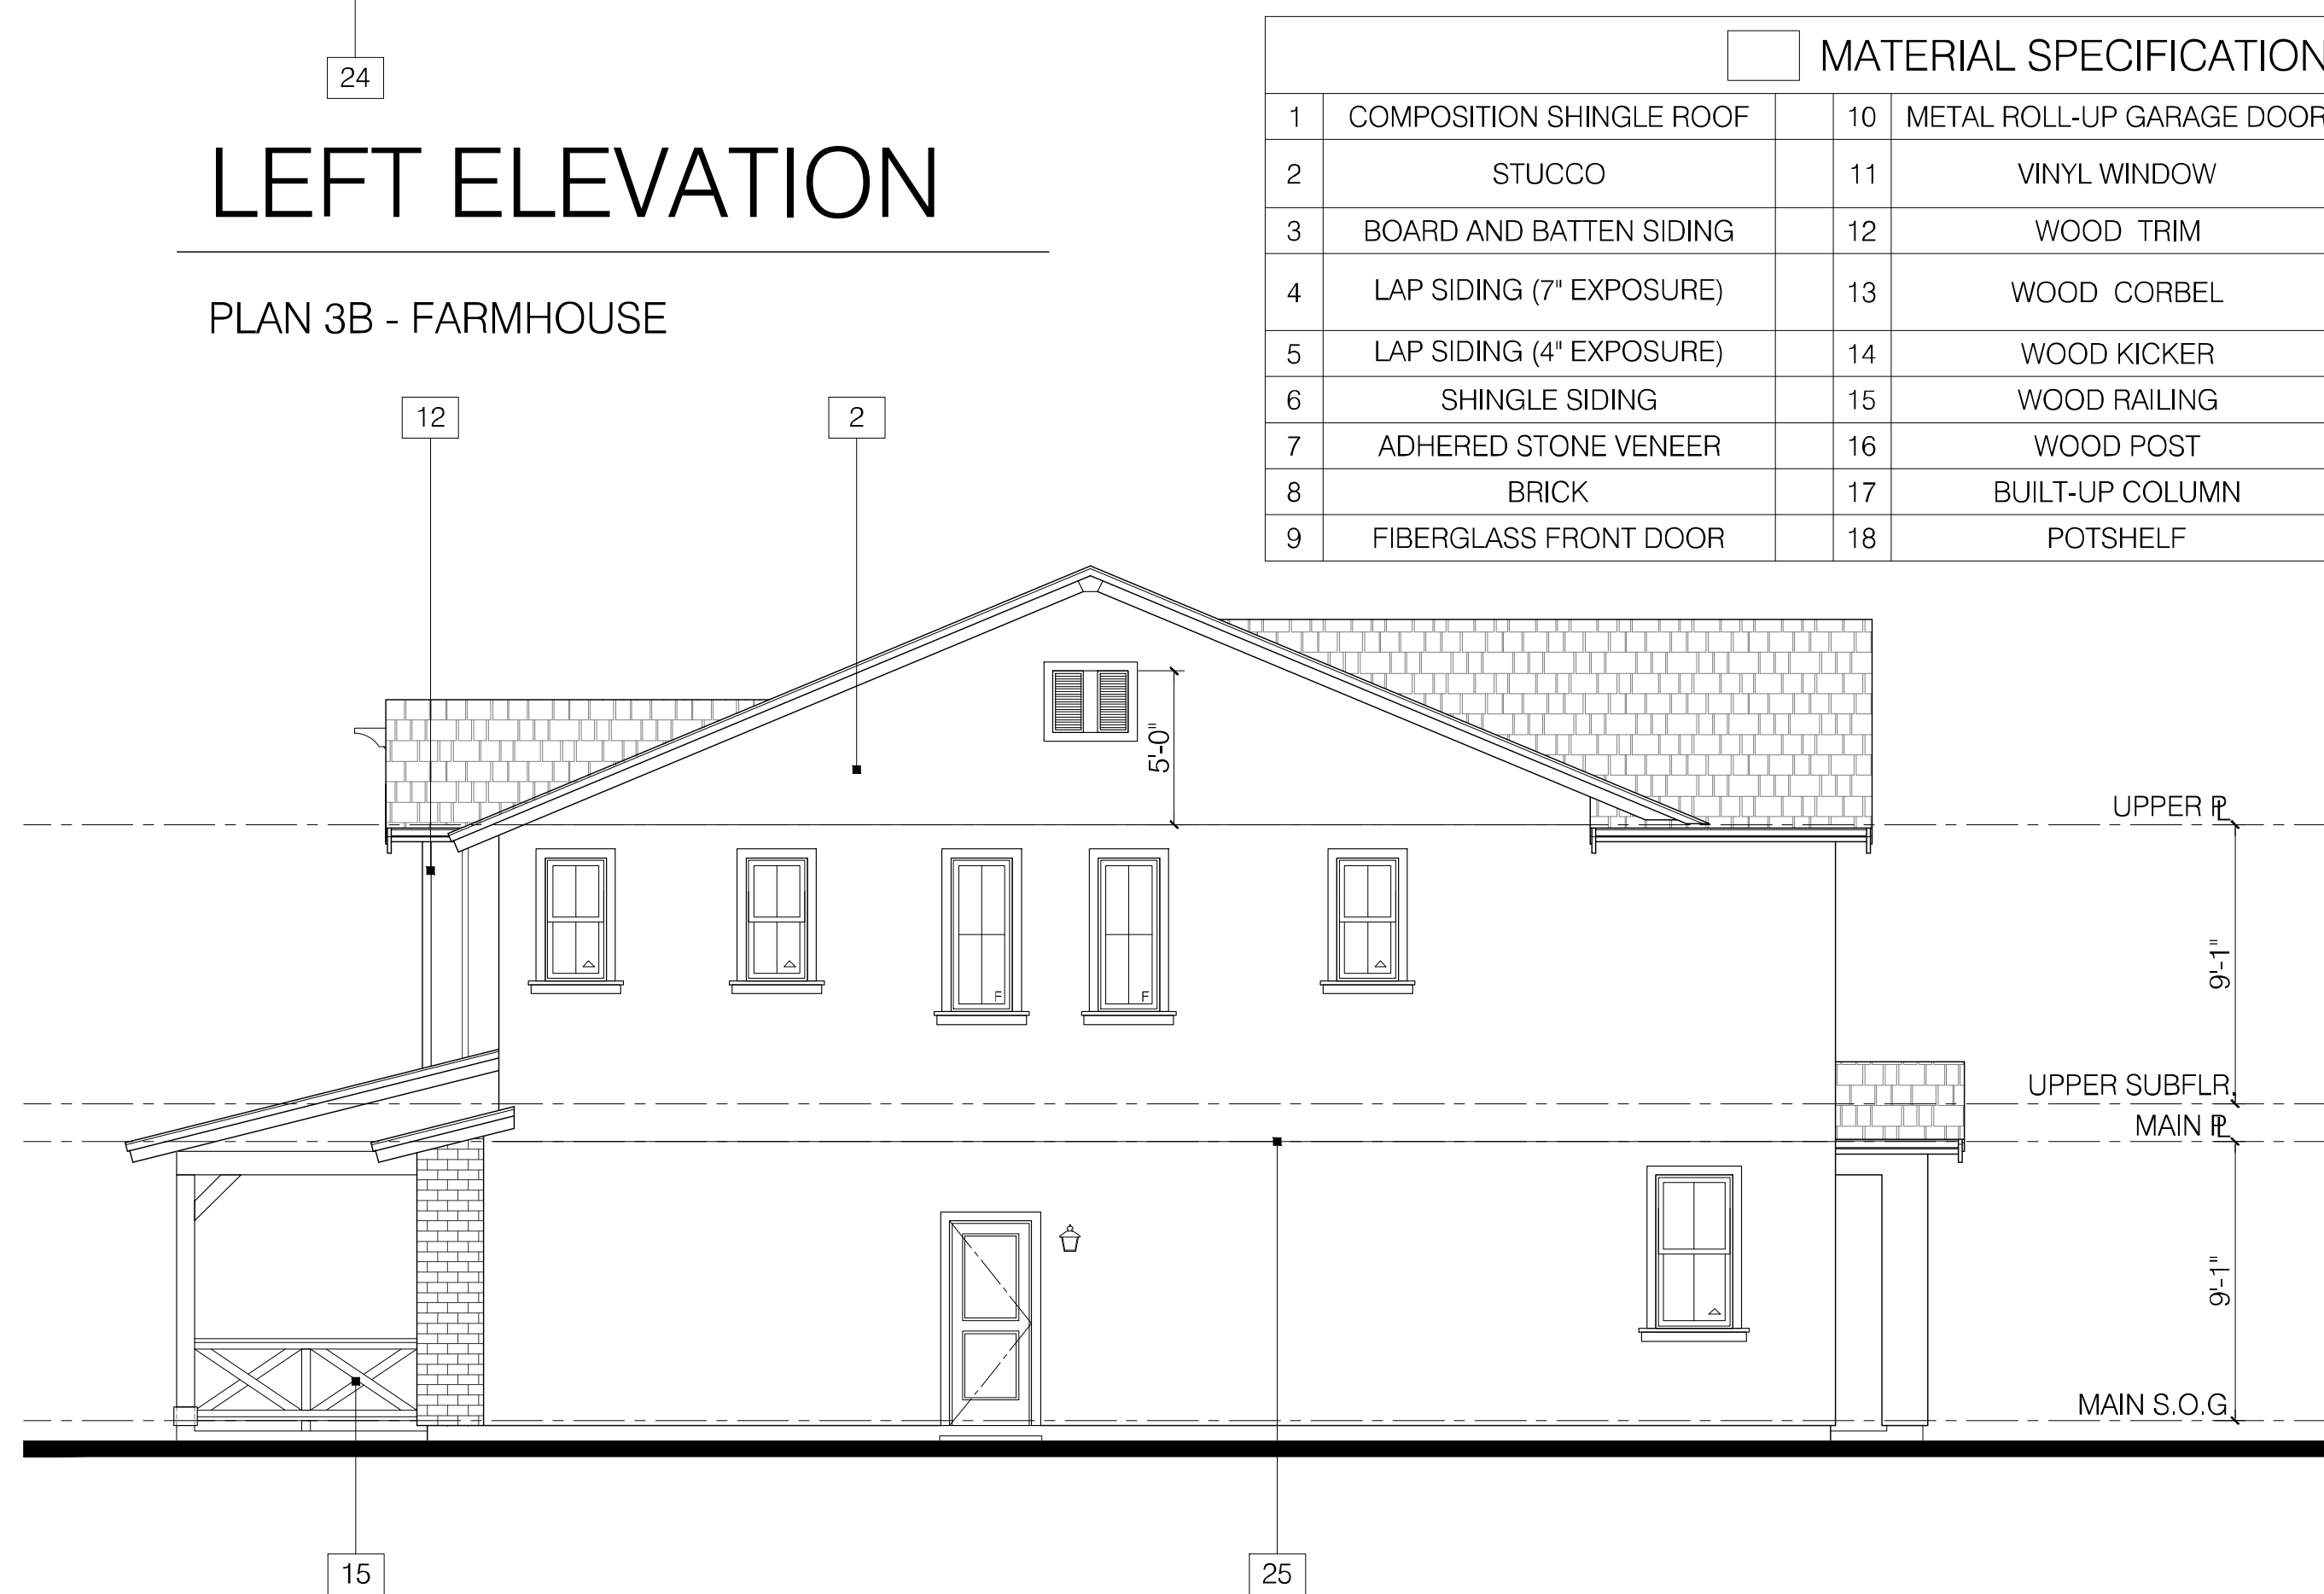 24
LEFT ELEVATION
PLAN 3B - FARMHOUSE
MATERIAL SPECIFICATION
1 COMPOSITION SHINGLE ROOF 10 METAL ROLL-UP GARAGE DOOR
2 STUCCO 11 VINYL WINDOW
3 BOARD AND BATTEN SIDING 12 WOOD TRIM
4 LAP SIDING (7" EXPOSURE) 13 WOOD CORBEL
5 LAP SIDING (4" EXPOSURE) 14 WOOD KICKER
6 SHINGLE SIDING 15 WOOD RAILING
7 ADHERED STONE VENEER 16 WOOD POST
8 BRICK 17 BUILT-UP COLUMN
9 FIBERGLASS FRONT DOOR 18 POTSHELF
12 2
5'-0"
UPPER PL
9'-1"
F F
UPPER SUBFLR.
MAIN PL
9'-1"
MAIN S.O.G.
15 25